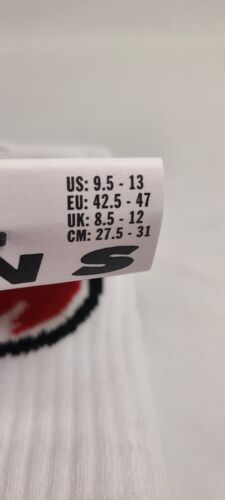 US: 9.5 - 13
EU: 42.5 - 47
UK: 8.5 - 12
CM: 27.5 - 31
NS